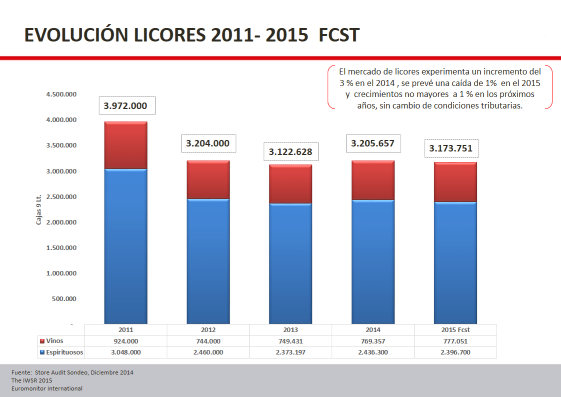 EVOLUCIÓN LICORES 2011- 2015 FCST
El mercado de licores experimenta un incremento del
3 % en el 2014 , se prevé una caída de 1% en el 2015
y crecimientos no mayores a 1 % en los próximos
años, sin cambio de condiciones tributarias.
Cajas 9 Lt.
4.500.000
4.000.000
3.500.000
3.000.000
2.500.000
2.000.000
1.500.000
1.000.000
500.000
-
3.972.000
3.204.000
3.122.628
3.205.657
3.173.751
2011 2012 2013 2014 2015 Fcst
Vinos 924.000 744.000 749.431 769.357 777.051
Espirituosos 3.048.000 2.460.000 2.373.197 2.436.300 2.396.700
Fuente: Store Audit Sondeo, Diciembre 2014
The IWSR 2015
Euromonitor International